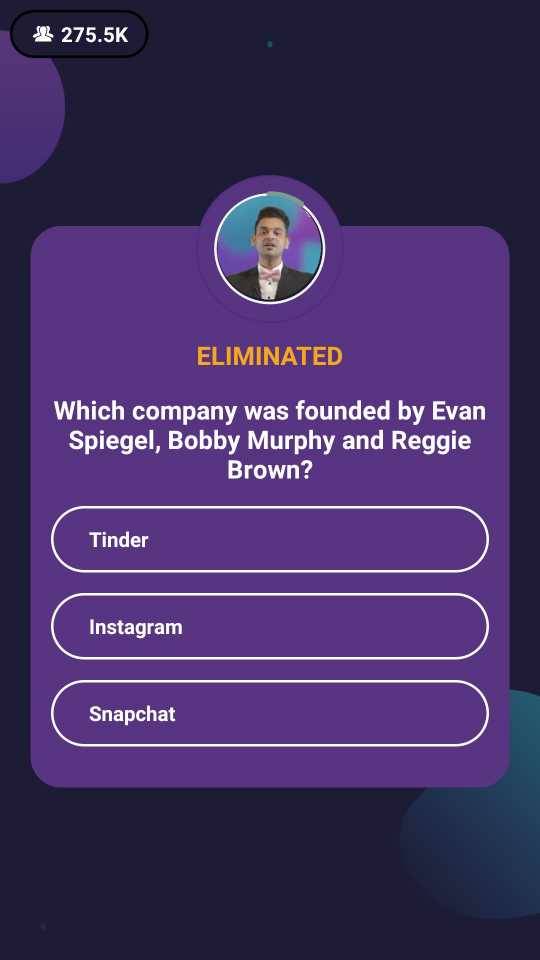 275.5K
ELIMINATED
Which company was founded by Evan
Spiegel, Bobby Murphy and Reggie
Brown?
Tinder
Instagram
Snapchat